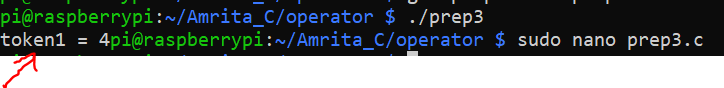 pi@raspberrypi:~/Amrita_C/operator $ ./prep3
token1 = 4pi@raspberrypi:~/Amrita_C/operator $ sudo nano prep3.c